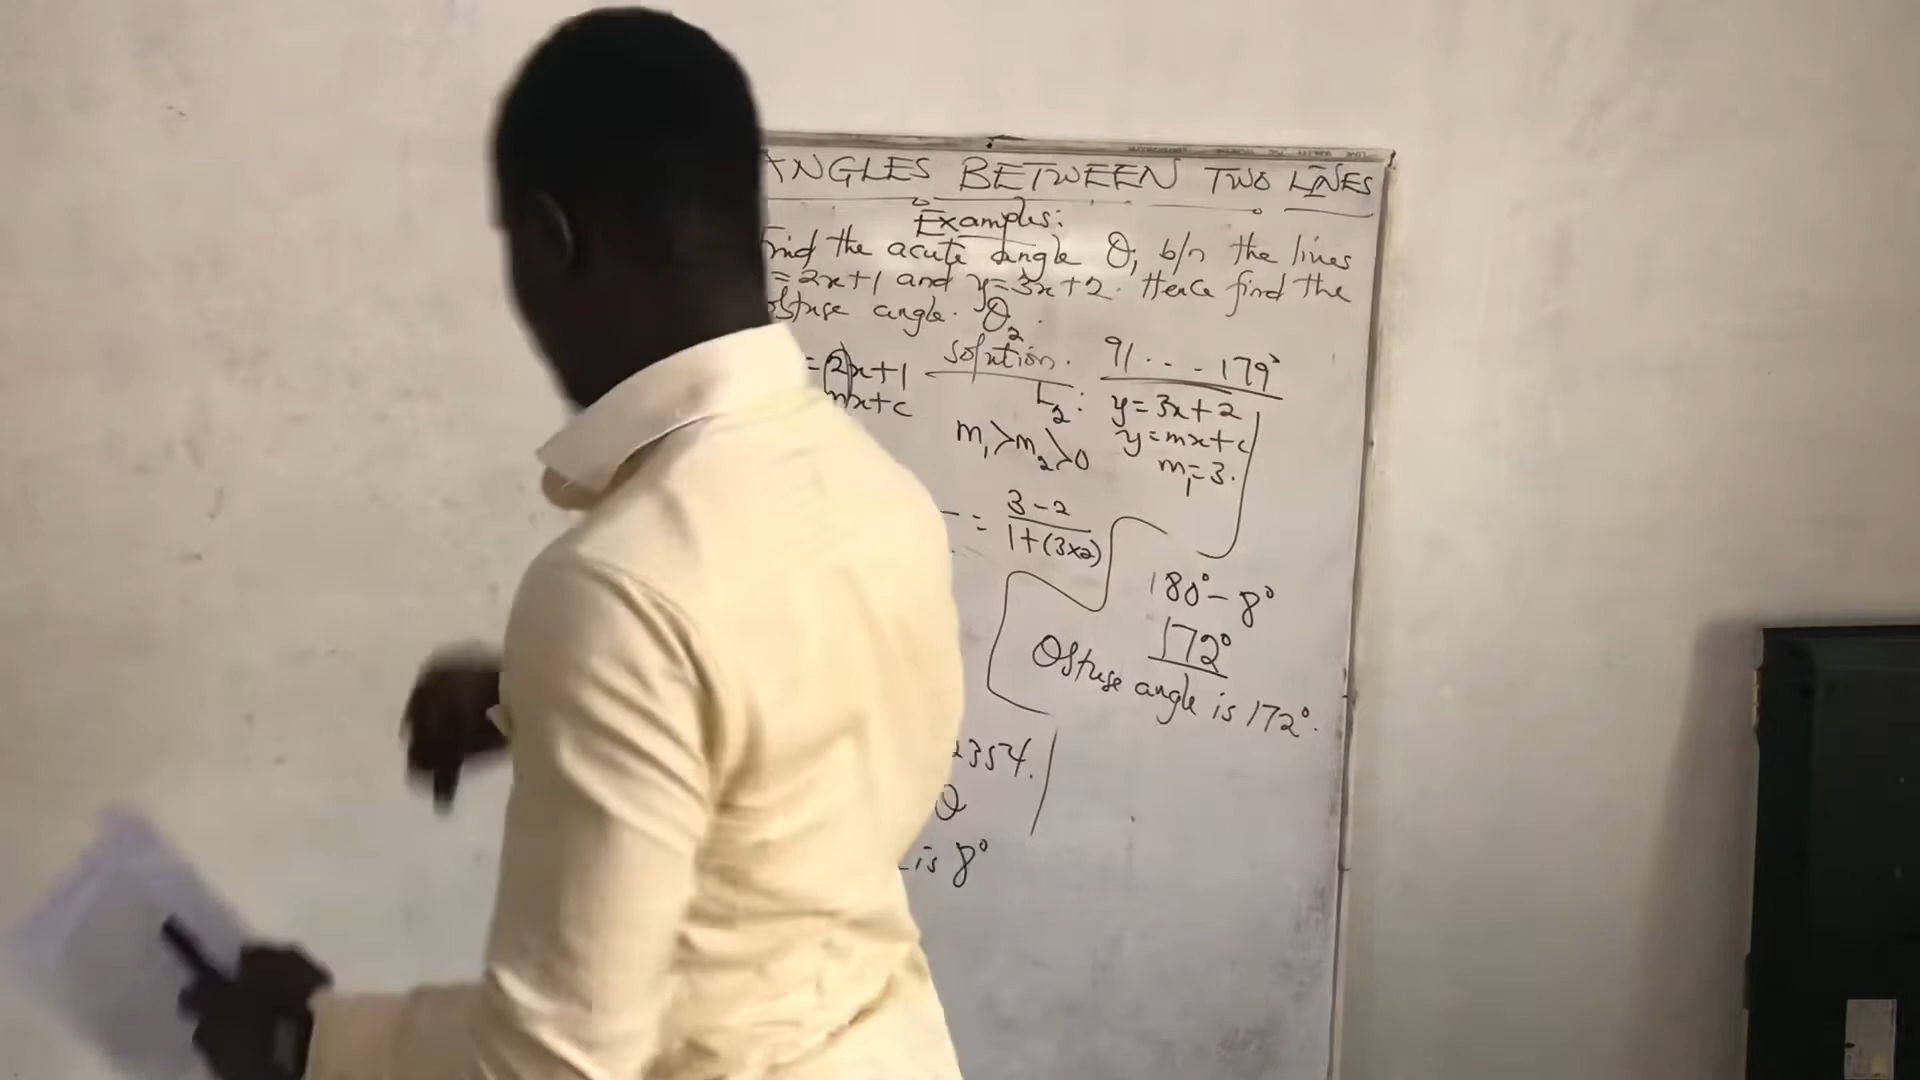 ANGLES BETWEEN TWO LINES
Examples:
Find the acute angle θ, b/n the lines
=2x+1 and y=3x+2. Hence find the
obtuse angle. θ₂.
solution.
91 . . . 179°
=2x+1
mx+c
L₂:
y=3x+2
y=mx+c
m₁=3.
m₁>m₂>0
= 3-2
1+(3x2)
180°-8°
172°
Obtuse angle is 172°.
2354.
θ
is 8°